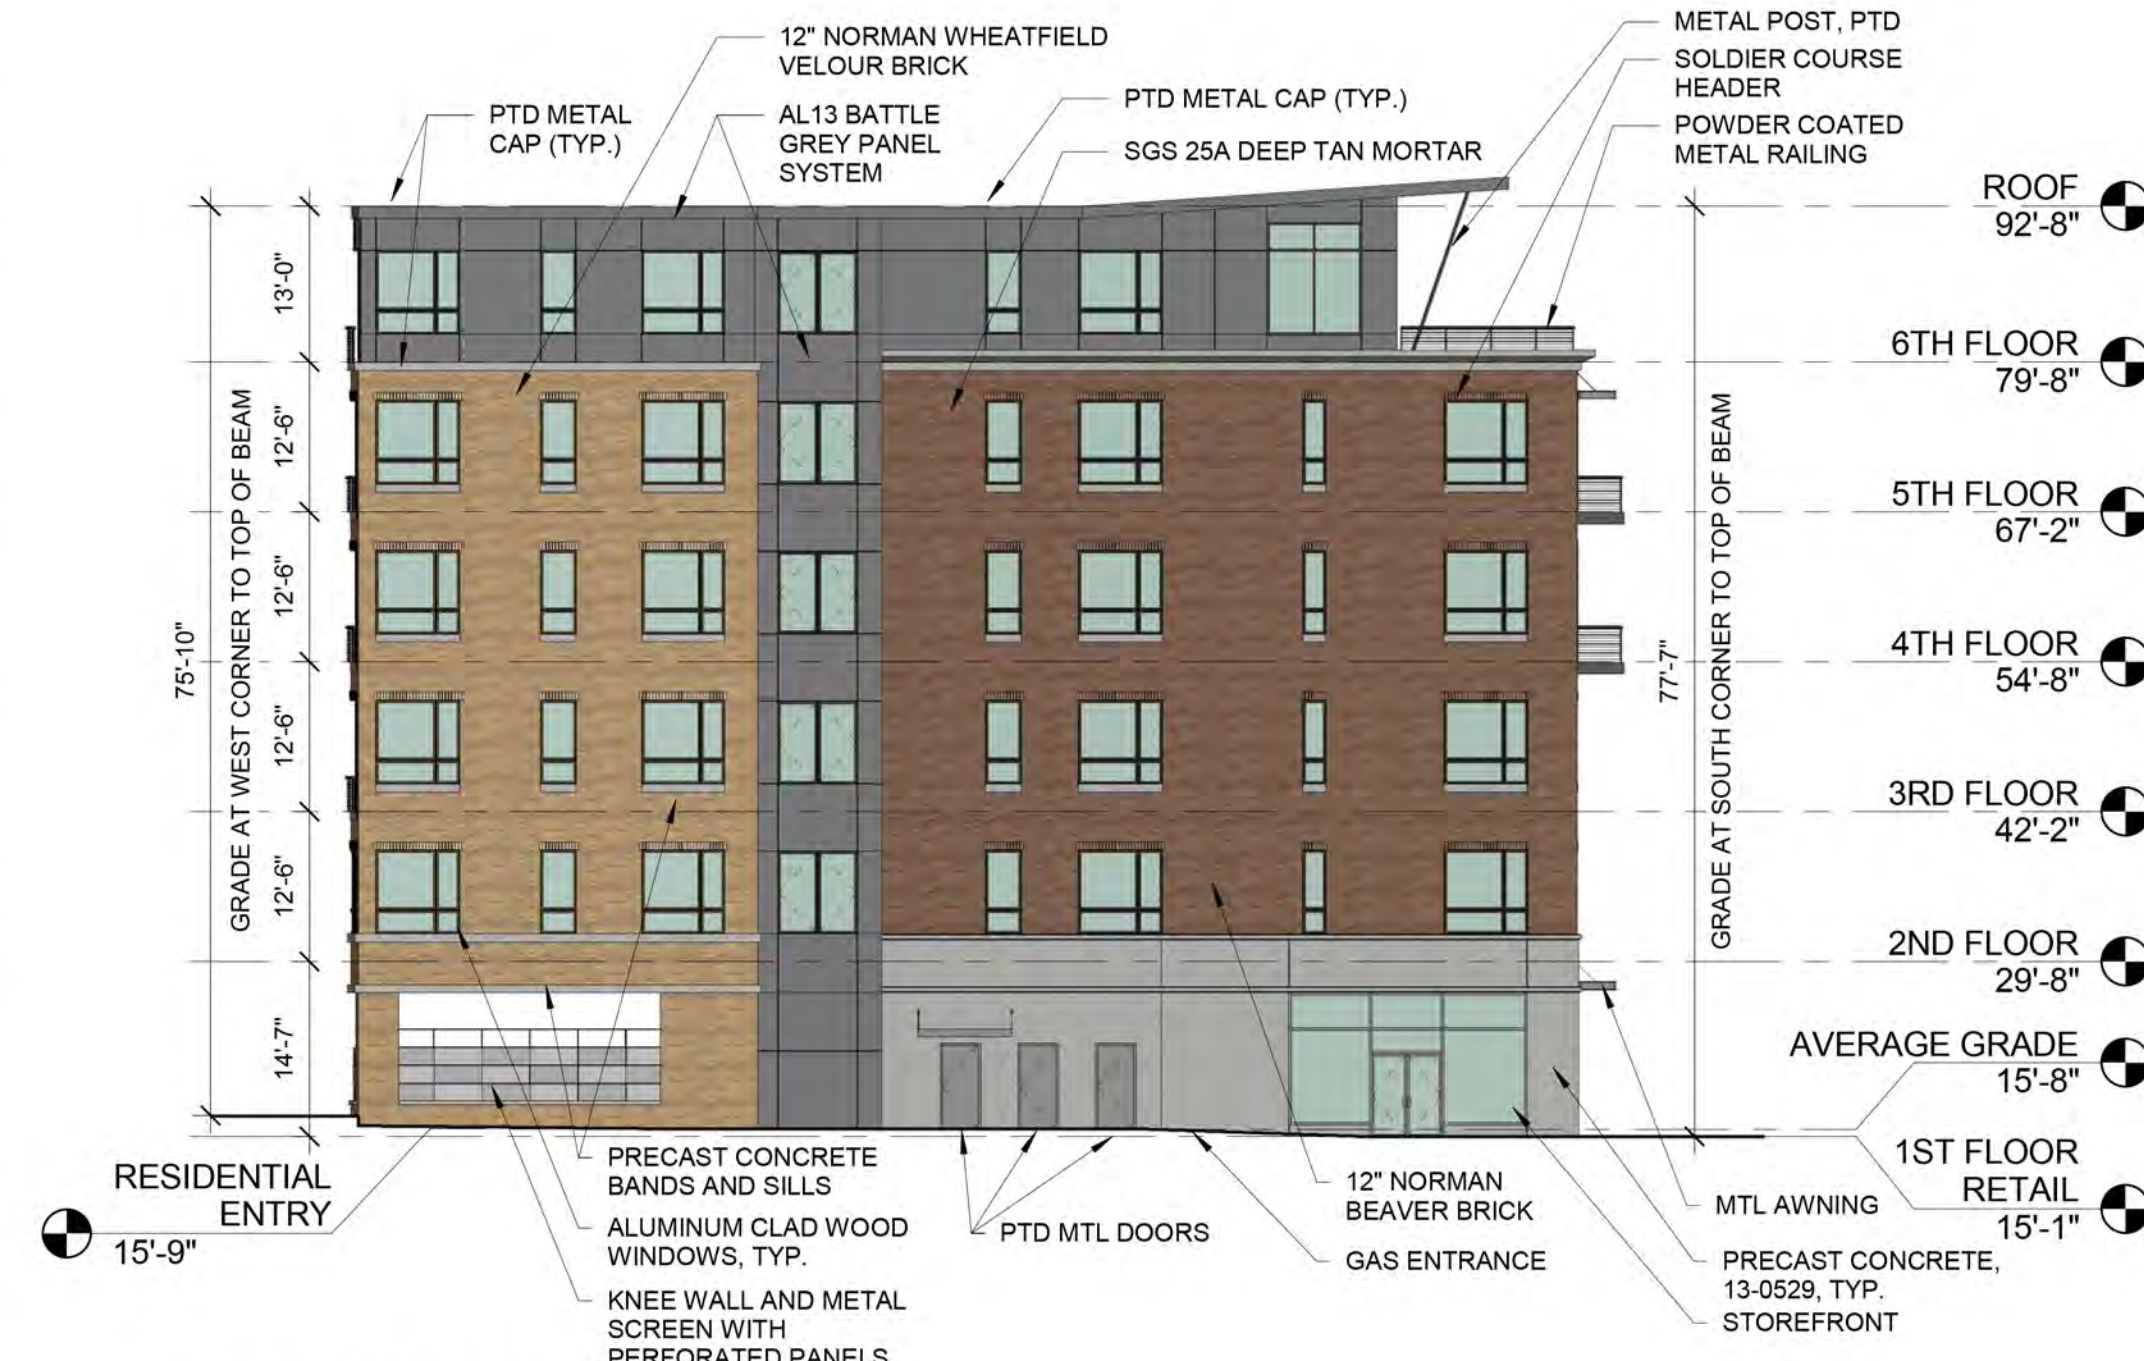 12" NORMAN WHEATFIELD
VELOUR BRICK
PTD METAL
CAP (TYP.)
AL13 BATTLE
GREY PANEL
SYSTEM
PTD METAL CAP (TYP.)
SGS 25A DEEP TAN MORTAR
METAL POST, PTD
SOLDIER COURSE
HEADER
POWDER COATED
METAL RAILING
ROOF
92'-8"
6TH FLOOR
79'-8"
5TH FLOOR
67'-2"
4TH FLOOR
54'-8"
3RD FLOOR
42'-2"
2ND FLOOR
29'-8"
AVERAGE GRADE
15'-8"
1ST FLOOR
RETAIL
15'-1"
75'-10"
GRADE AT WEST CORNER TO TOP OF BEAM
13'-0"
12'-6"
12'-6"
12'-6"
12'-6"
14'-7"
77'-7"
GRADE AT SOUTH CORNER TO TOP OF BEAM
RESIDENTIAL
ENTRY
15'-9"
PRECAST CONCRETE
BANDS AND SILLS
ALUMINUM CLAD WOOD
WINDOWS, TYP.
KNEE WALL AND METAL
SCREEN WITH
PERFORATED PANELS
PTD MTL DOORS
12" NORMAN
BEAVER BRICK
GAS ENTRANCE
MTL AWNING
PRECAST CONCRETE,
13-0529, TYP.
STOREFRONT